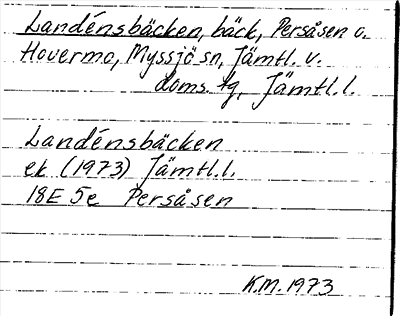 Landénsbäcken, bäck, Persåsen o.
Hovermo, Myssjö sn, Jämtl. v.
doms. tg, Jämtl. l.
Landénsbäcken
ek (1973) Jämtl. l.
18E 5e Persåsen
K.M. 1973